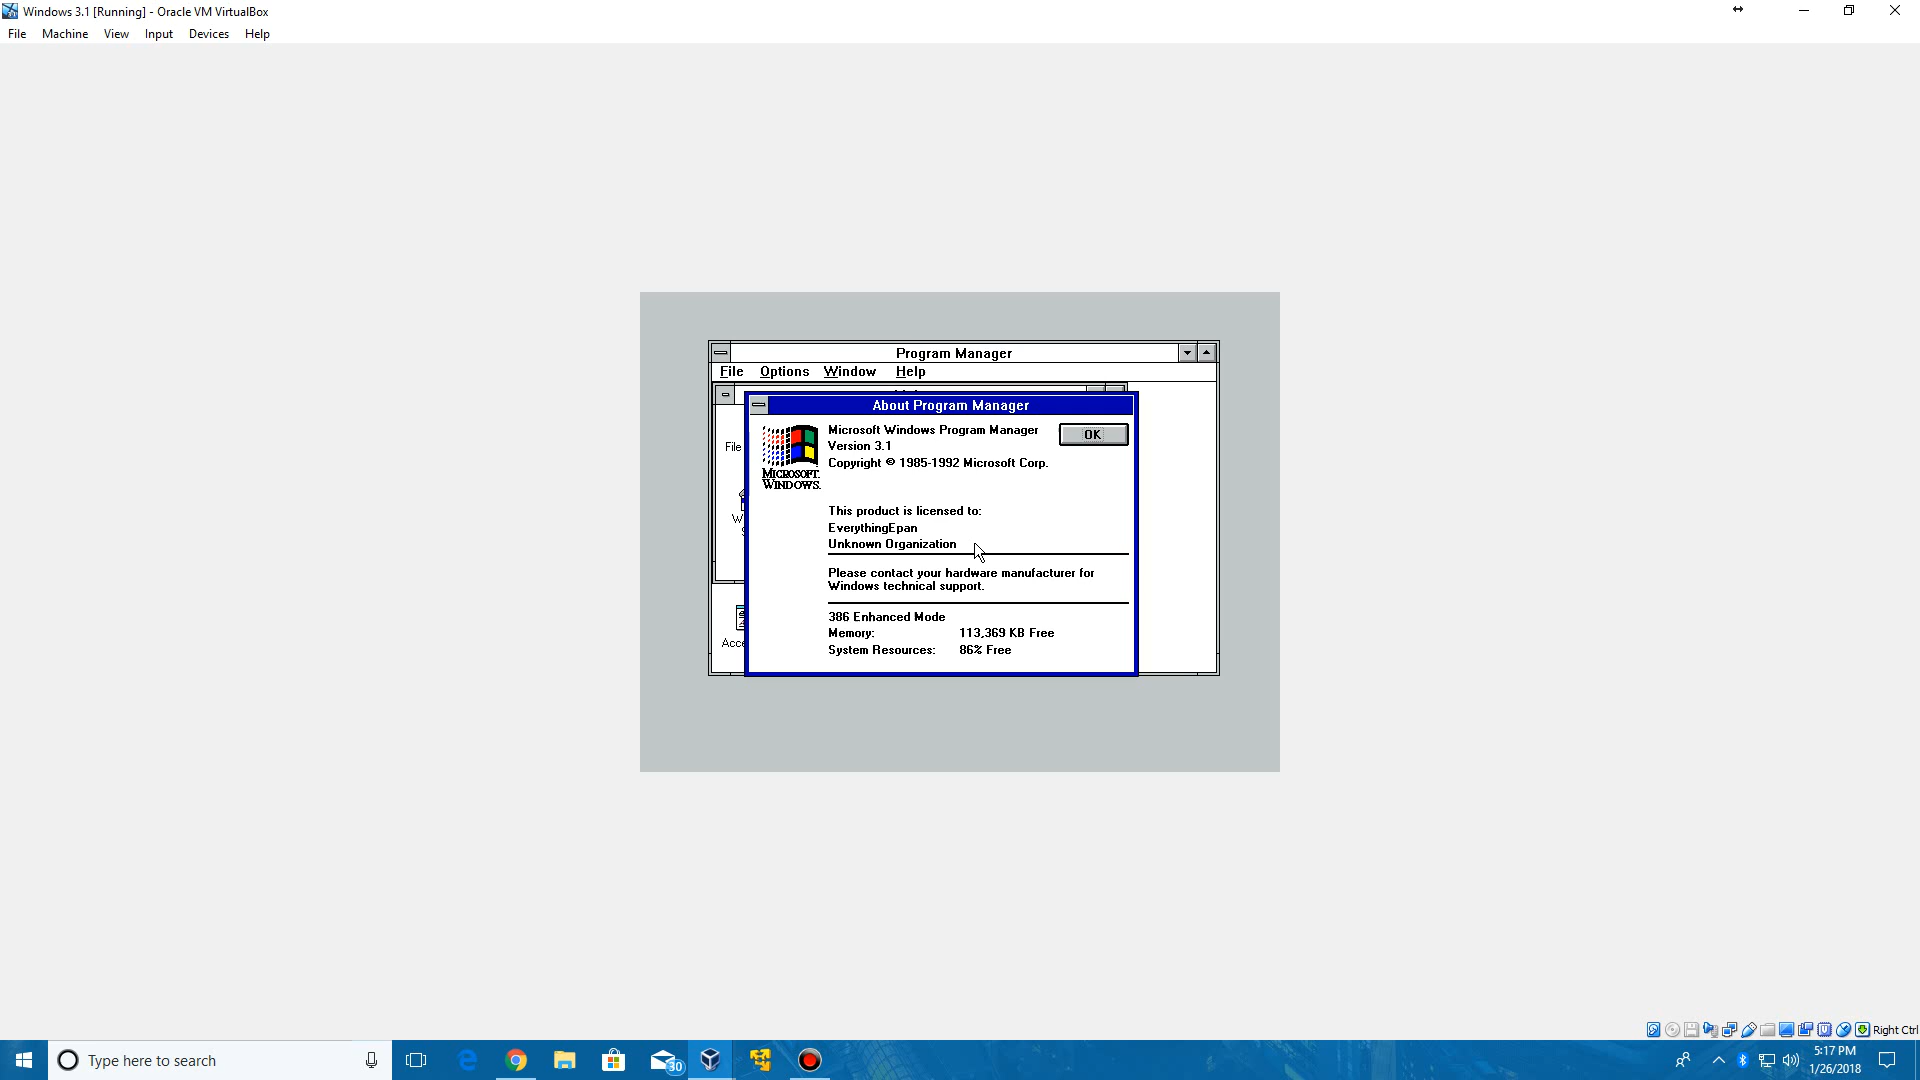 Windows 3.1 [Running] - Oracle VM VirtualBox
File Machine View Input Devices Help
Program Manager
File Options Window Help
About Program Manager
Microsoft Windows Program Manager
Version 3.1
Copyright © 1985-1992 Microsoft Corp.
OK
MICROSOFT.
WINDOWS.
File
W
This product is licensed to:
EverythingEpan
Unknown Organization
Please contact your hardware manufacturer for
Windows technical support.
386 Enhanced Mode
Memory: 113,369 KB Free
System Resources: 86% Free
Acce
Right Ctrl
Type here to search
30
5:17 PM
1/26/2018